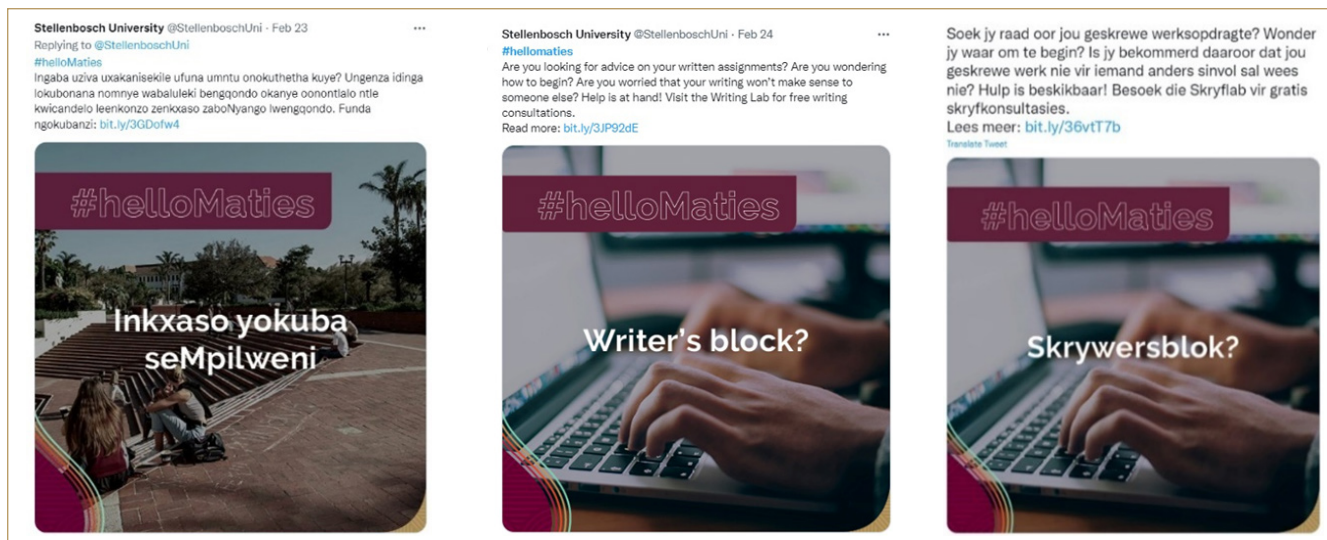 Stellenbosch University @StellenboschUni · Feb 23
Replying to @StellenboschUni
#helloMaties
Ingaba uziva uxakanisekile ufuna umntu onokuthetha kuye? Ungenza idinga
lokubonana nomnye wabaluleki bengqondo okanye oonontlalo ntle
kwicandelo leenkonzo zenkxaso zaboNyango lwengqondo. Funda
ngokubanzi: bit.ly/3GDofw4
#helloMaties
Inkxaso yokuba
seMpilweni
Stellenbosch University @StellenboschUni · Feb 24
#hellomaties
Are you looking for advice on your written assignments? Are you wondering
how to begin? Are you worried that your writing won't make sense to
someone else? Help is at hand! Visit the Writing Lab for free writing
consultations.
Read more: bit.ly/3JP92dE
#helloMaties
Writer's block?
Soek jy raad oor jou geskrewe werksopdragte? Wonder
jy waar om te begin? Is jy bekommerd daaroor dat jou
geskrewe werk nie vir iemand anders sinvol sal wees
nie? Hulp is beskikbaar! Besoek die Skryflab vir gratis
skryfkonsultasies.
Lees meer: bit.ly/36vtT7b
Translate Tweet
#helloMaties
Skrywersblok?